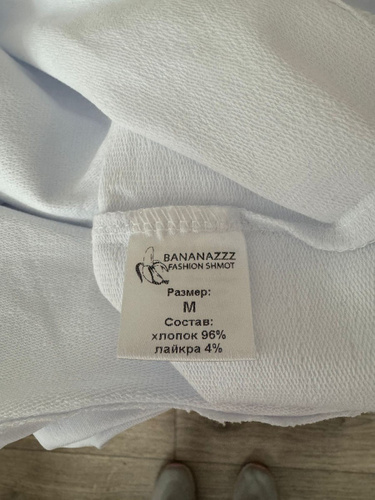 BANANAZZZ
FASHION SHMOT
Размер:
M
Состав:
хлопок 96%
лайкра 4%